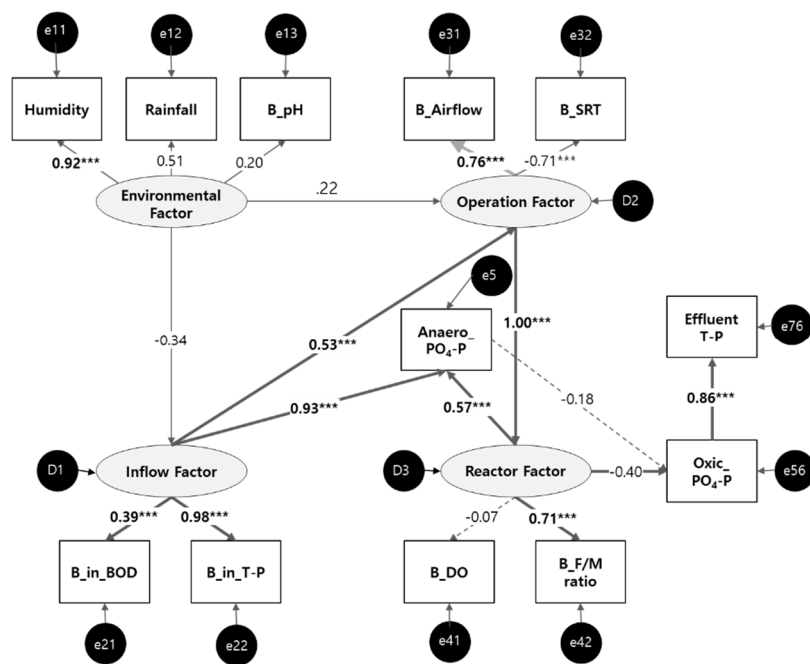 e11
e12
e13
e31
e32
Humidity
Rainfall
B_pH
B_Airflow
B_SRT
0.92***
0.51
0.20
0.76***
-0.71***
Environmental
Factor
.22
Operation Factor
D2
e5
-0.34
0.53***
Anaero_
PO₄-P
1.00***
Effluent
T-P
e76
0.93***
0.57***
-0.18
0.86***
D1
Inflow Factor
D3
Reactor Factor
-0.40
Oxic_
PO₄-P
e56
0.39***
0.98***
-0.07
0.71***
B_in_BOD
B_in_T-P
B_DO
B_F/M
ratio
e21
e22
e41
e42